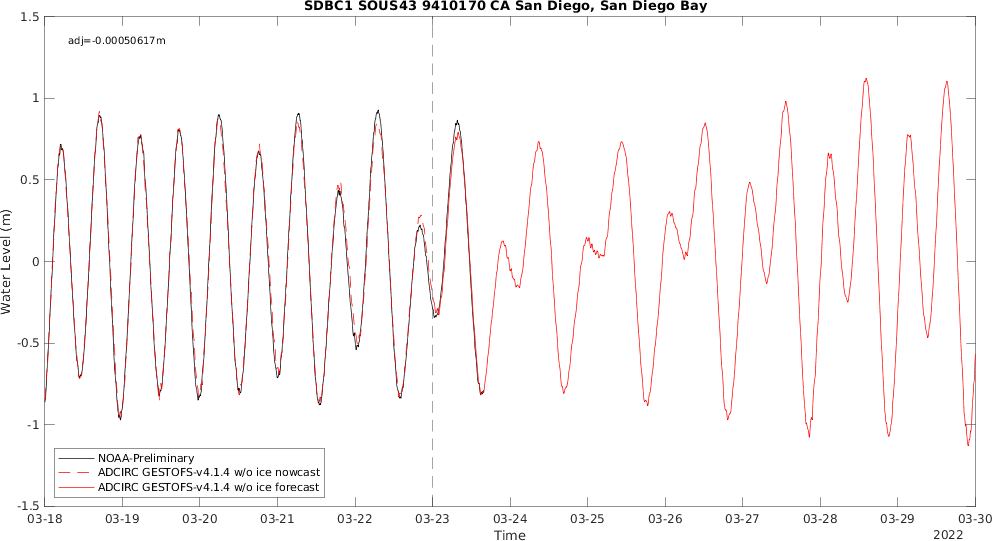 SDBC1 SOUS43 9410170 CA San Diego, San Diego Bay
adj=-0.00050617m
1.5
1
0.5
0
-0.5
-1
-1.5
Water Level (m)
NOAA-Preliminary
ADCIRC GESTOFS-v4.1.4 w/o ice nowcast
ADCIRC GESTOFS-v4.1.4 w/o ice forecast
03-18 03-19 03-20 03-21 03-22 03-23 03-24 03-25 03-26 03-27 03-28 03-29 03-30
Time
2022